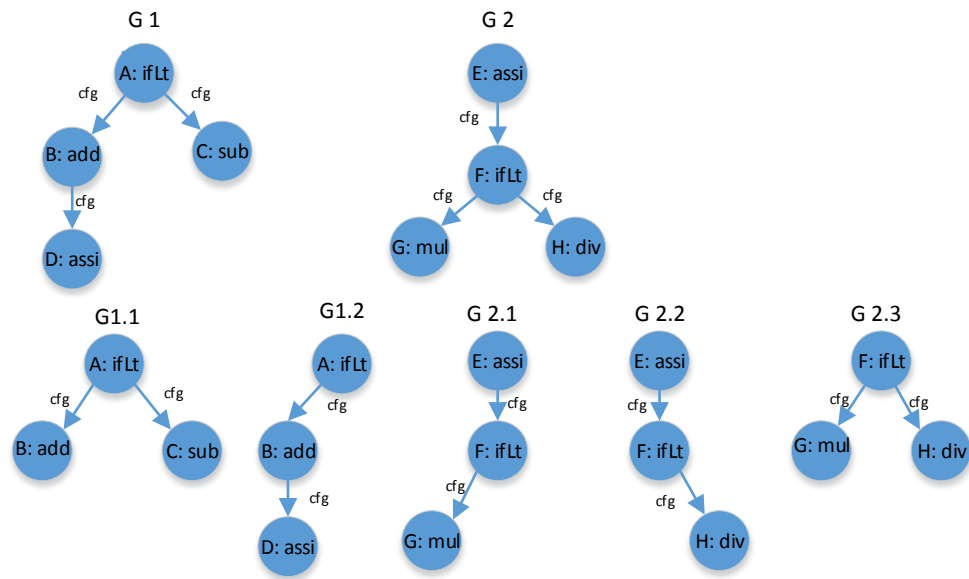 G 1
G 2
A: ifLt
E: assi
cfg
cfg
cfg
B: add
C: sub
F: ifLt
cfg
cfg
cfg
D: assi
G: mul
H: div
G1.1
G1.2
G 2.1
G 2.2
G 2.3
A: ifLt
A: ifLt
E: assi
E: assi
F: ifLt
cfg
cfg
cfg
cfg
cfg
cfg
cfg
B: add
C: sub
B: add
F: ifLt
F: ifLt
G: mul
H: div
cfg
cfg
cfg
D: assi
G: mul
H: div